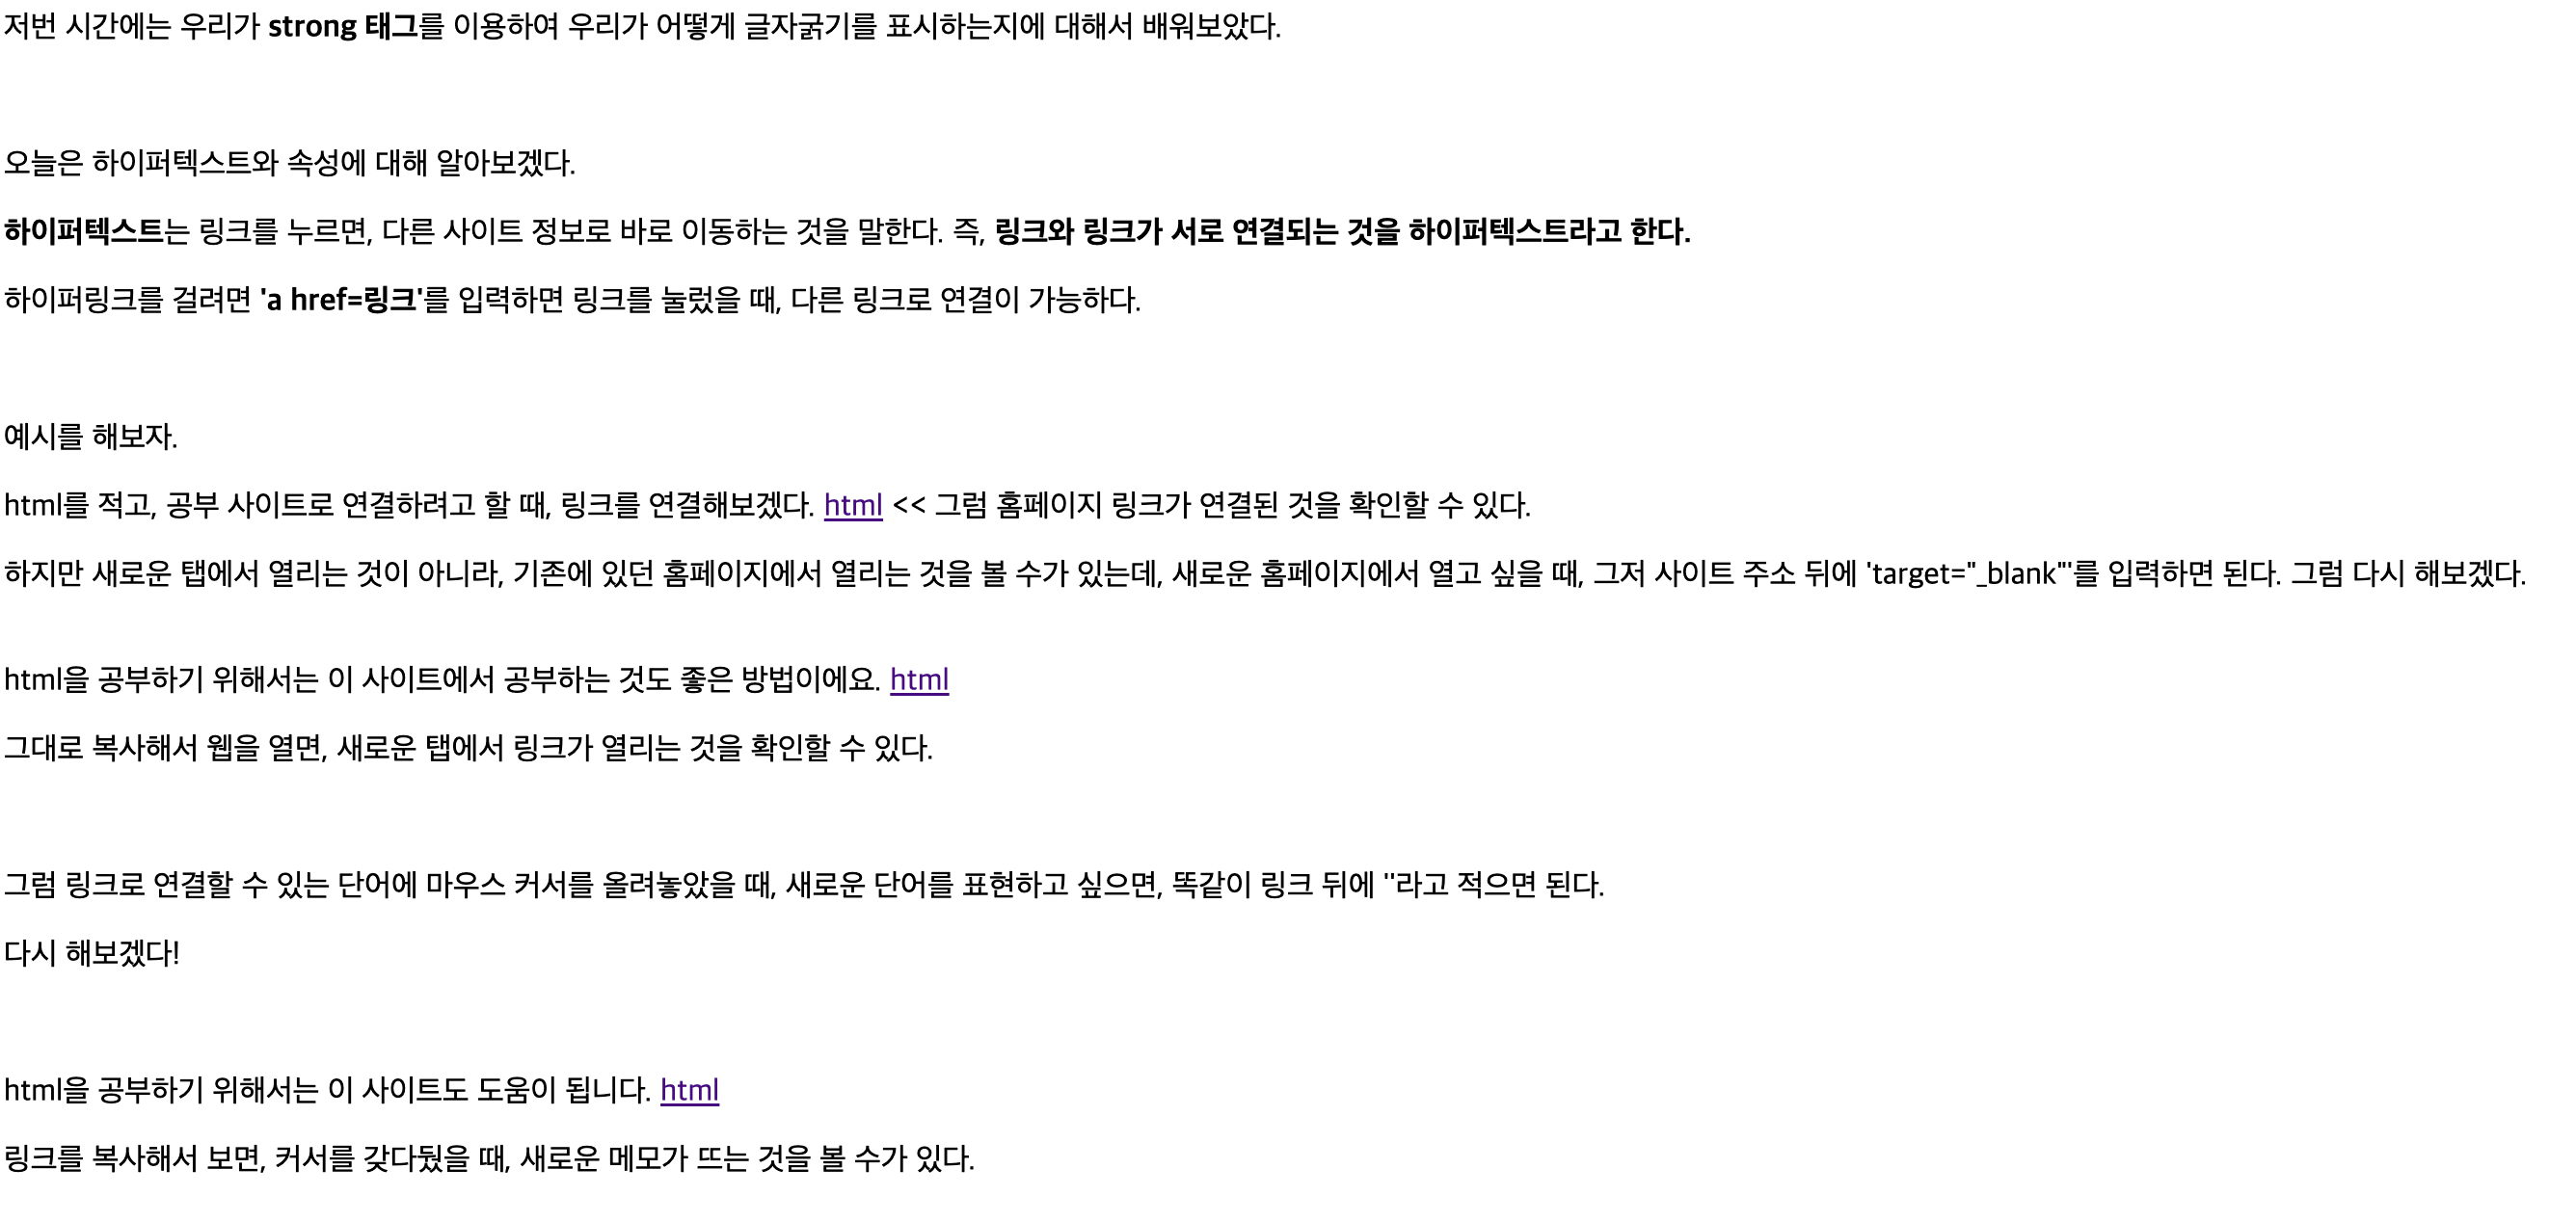 저번 시간에는 우리가 strong 태그를 이용하여 우리가 어떻게 글자굵기를 표시하는지에 대해서 배워보았다.
오늘은 하이퍼텍스트와 속성에 대해 알아보겠다.
하이퍼텍스트는 링크를 누르면, 다른 사이트 정보로 바로 이동하는 것을 말한다. 즉, 링크와 링크가 서로 연결되는 것을 하이퍼텍스트라고 한다.
하이퍼링크를 걸려면 'a href=링크'를 입력하면 링크를 눌렀을 때, 다른 링크로 연결이 가능하다.
예시를 해보자.
html를 적고, 공부 사이트로 연결하려고 할 때, 링크를 연결해보겠다. html << 그럼 홈페이지 링크가 연결된 것을 확인할 수 있다.
하지만 새로운 탭에서 열리는 것이 아니라, 기존에 있던 홈페이지에서 열리는 것을 볼 수가 있는데, 새로운 홈페이지에서 열고 싶을 때, 그저 사이트 주소 뒤에 'target="_blank"'를 입력하면 된다. 그럼 다시 해보겠다.
html을 공부하기 위해서는 이 사이트에서 공부하는 것도 좋은 방법이에요. html
그대로 복사해서 웹을 열면, 새로운 탭에서 링크가 열리는 것을 확인할 수 있다.
그럼 링크로 연결할 수 있는 단어에 마우스 커서를 올려놓았을 때, 새로운 단어를 표현하고 싶으면, 똑같이 링크 뒤에 ''라고 적으면 된다.
다시 해보겠다!
html을 공부하기 위해서는 이 사이트도 도움이 됩니다. html
링크를 복사해서 보면, 커서를 갖다뒀을 때, 새로운 메모가 뜨는 것을 볼 수가 있다.